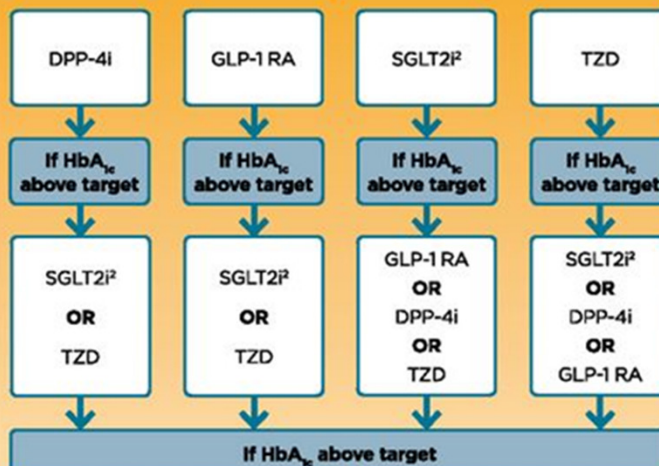 DPP-4i
GLP-1 RA
SGLT2i²
TZD
If HbA1c
above target
If HbA1c
above target
If HbA1c
above target
If HbA1c
above target
SGLT2i²
OR
TZD
SGLT2i²
OR
TZD
GLP-1 RA
OR
DPP-4i
OR
TZD
SGLT2i²
OR
DPP-4i
OR
GLP-1 RA
If HbA1c above target